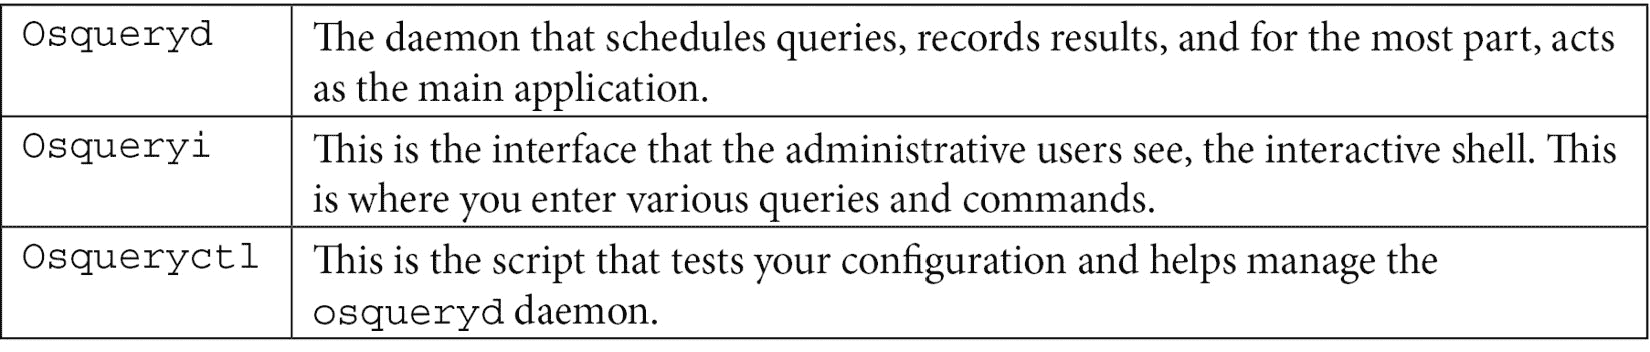 Osqueryd
The daemon that schedules queries, records results, and for the most part, acts
as the main application.
Osqueryi
This is the interface that the administrative users see, the interactive shell. This
is where you enter various queries and commands.
Osqueryctl
This is the script that tests your configuration and helps manage the
osqueryd daemon.